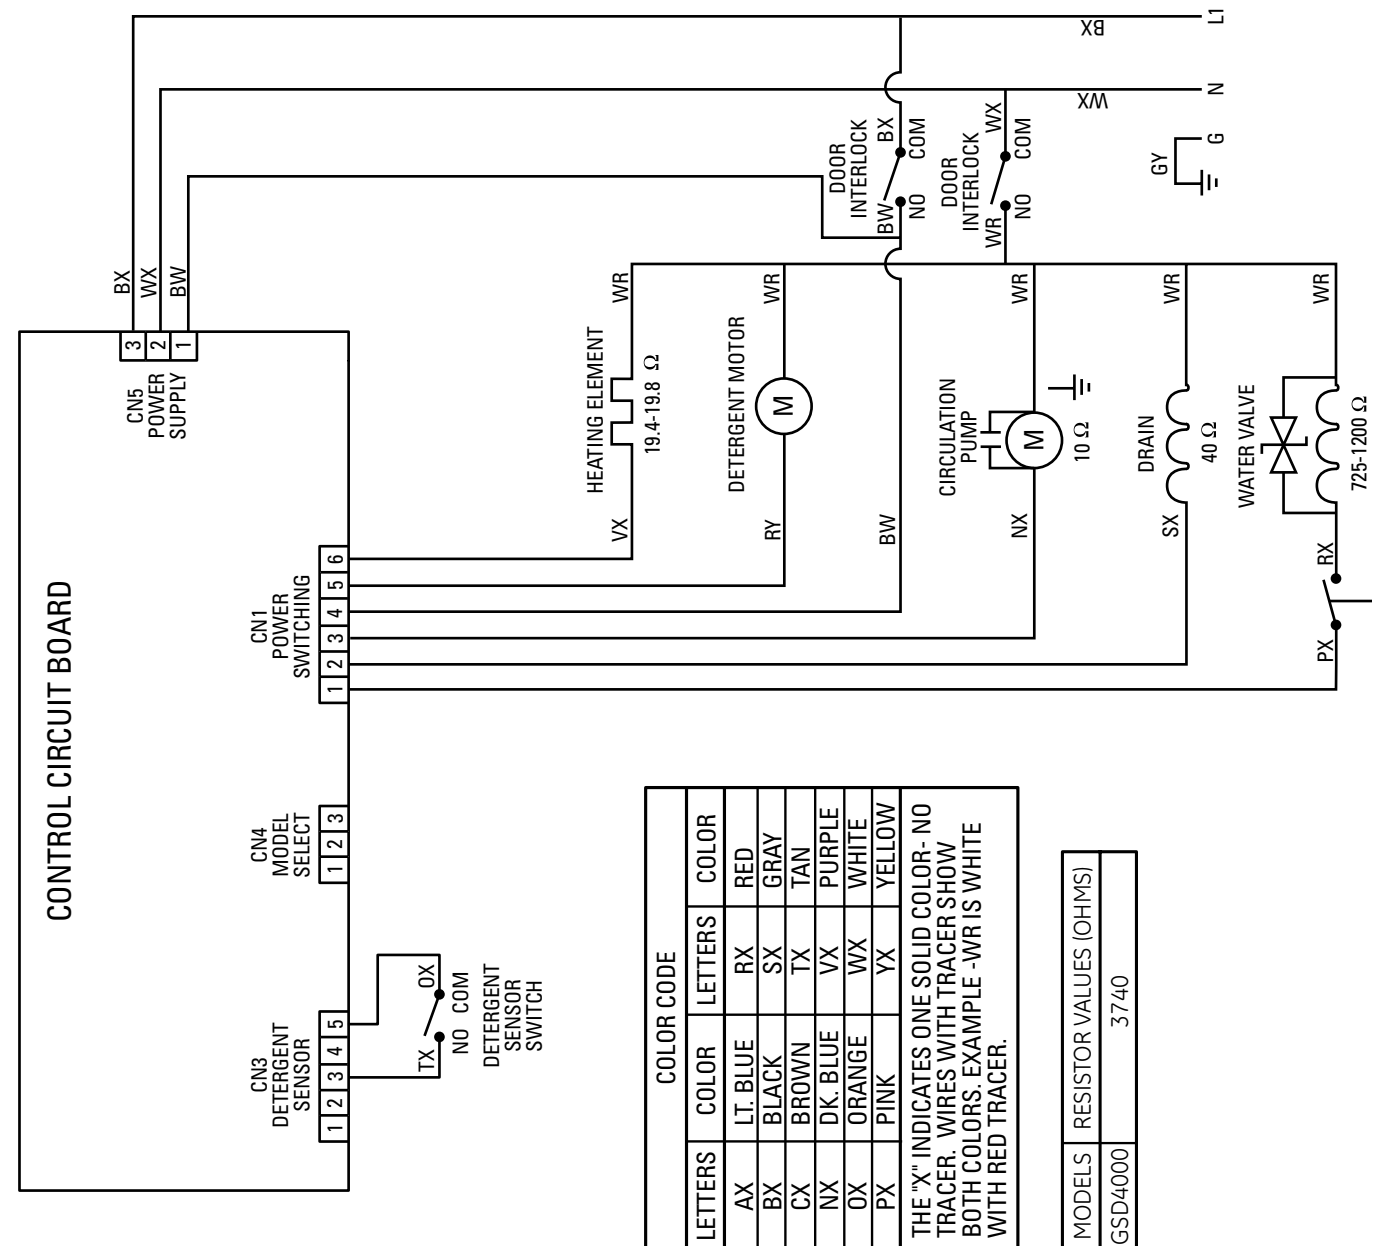 CONTROL CIRCUIT BOARD
CN3
DETERGENT
SENSOR
1 2 3 4 5
TX OX
NO COM
DETERGENT
SENSOR
SWITCH
CN4
MODEL
SELECT
1 2 3
CN1
POWER
SWITCHING
1 2 3 4 5 6
CN5
POWER
SUPPLY
3
2
1
BX
WX
BW
VX
HEATING ELEMENT
19.4-19.8 Ω
WR
RY
DETERGENT MOTOR
M
WR
BW
BW
DOOR
INTERLOCK
NO
COM
BX
WR
DOOR
INTERLOCK
NO
COM
WX
NX
CIRCULATION
PUMP
M
10 Ω
WR
SX
DRAIN
40 Ω
WR
PX
RX
WATER VALVE
725-1200 Ω
WR
BX
L1
WX
N
GY
G
COLOR CODE
LETTERS COLOR LETTERS COLOR
AX LT. BLUE RX RED
BX BLACK SX GRAY
CX BROWN TX TAN
NX DK. BLUE VX PURPLE
OX ORANGE WX WHITE
PX PINK YX YELLOW
THE "X" INDICATES ONE SOLID COLOR- NO
TRACER. WIRES WITH TRACER SHOW
BOTH COLORS. EXAMPLE -WR IS WHITE
WITH RED TRACER.
MODELS RESISTOR VALUES (OHMS)
GSD4000 3740